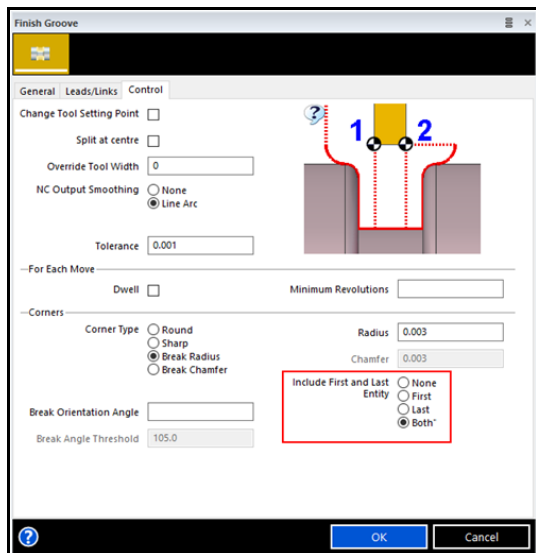 Finish Groove
General Leads/Links Control
Change Tool Setting Point
Split at centre
Override Tool Width 0
NC Output Smoothing None
Line Arc
Tolerance 0.001
1 2
For Each Move
Dwell Minimum Revolutions
Corners
Corner Type Round
Sharp
Break Radius
Break Chamfer
Radius 0.003
Chamfer 0.003
Include First and Last
Entity
None
First
Last
Both*
Break Orientation Angle
Break Angle Threshold 105.0
? OK Cancel